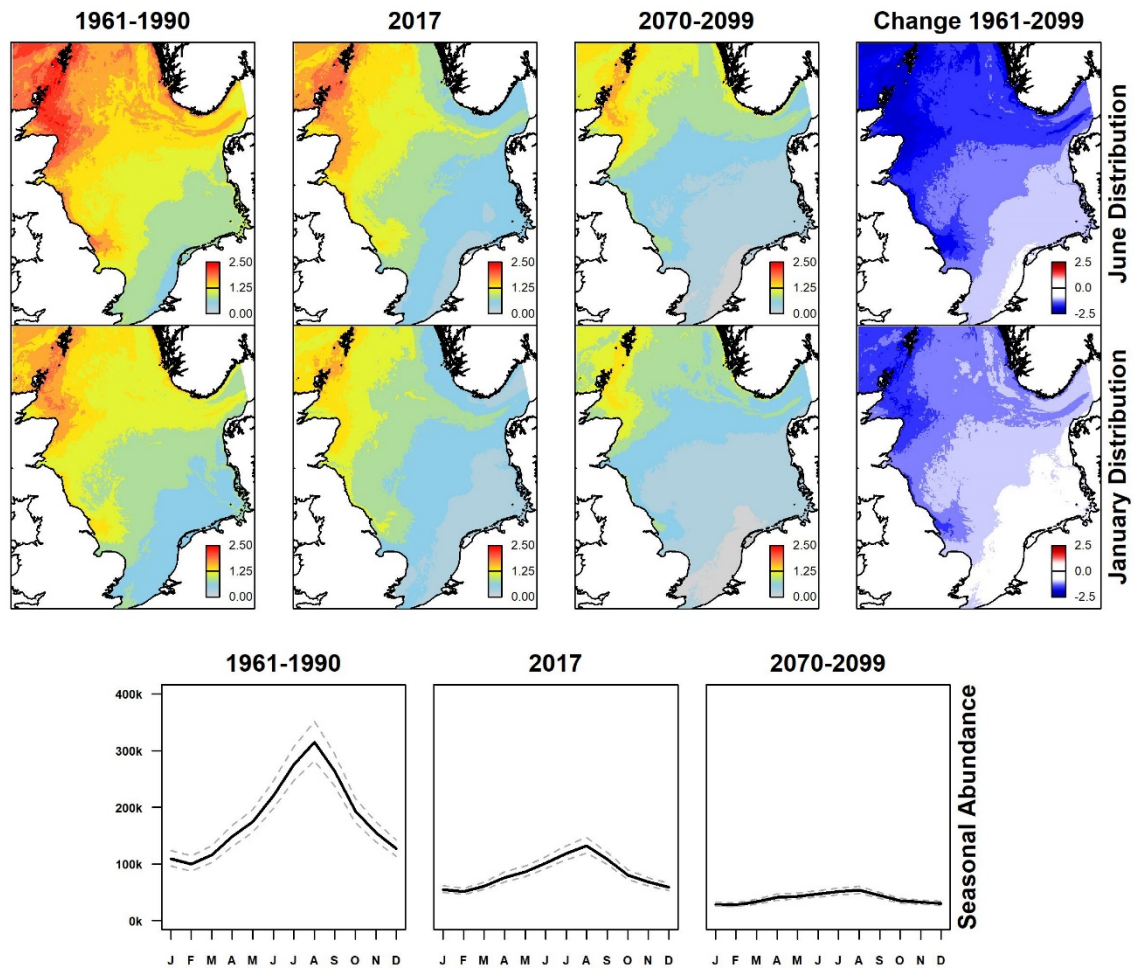 1961-1990 2017 2070-2099 Change 1961-2099
2.50 2.50 2.50 2.5
1.25 1.25 1.25 0.0
0.00 0.00 0.00 -2.5
June Distribution
2.50 2.50 2.50 2.5
1.25 1.25 1.25 0.0
0.00 0.00 0.00 -2.5
January Distribution
1961-1990 2017 2070-2099
400k
300k
200k
100k
0k
Seasonal Abundance
J F M A M J J A S O N D J F M A M J J A S O N D J F M A M J J A S O N D